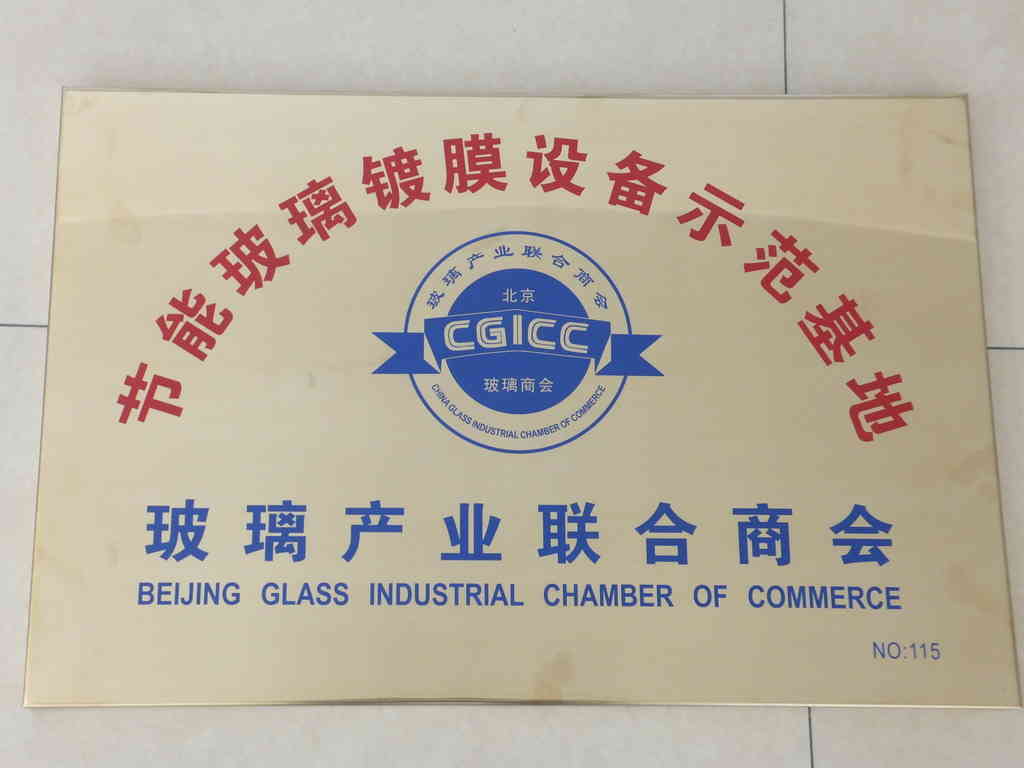 节能玻璃镀膜设备示范基地
玻璃产业联合商会
北京
CGICC
玻璃商会
CHINA GLASS INDUSTRIAL CHAMBER OF COMMERCE
玻璃产业联合商会
BEIJING GLASS INDUSTRIAL CHAMBER OF COMMERCE
NO:115